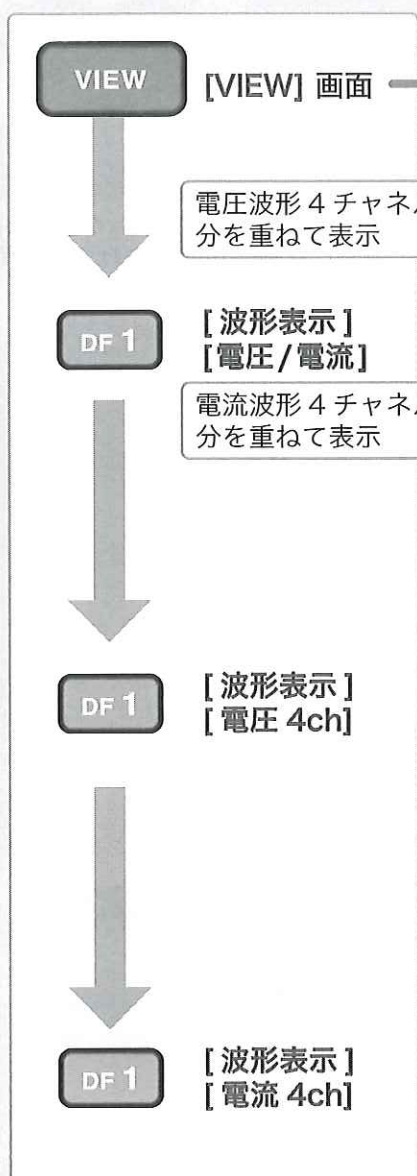 VIEW
[VIEW] 画面
電圧波形 4 チャネ
分を重ねて表示
DF 1
[ 波形表示 ]
[電圧/電流]
電流波形 4 チャネ
分を重ねて表示
DF 1
[ 波形表示 ]
[ 電圧 4ch]
DF 1
[ 波形表示 ]
[ 電流 4ch]